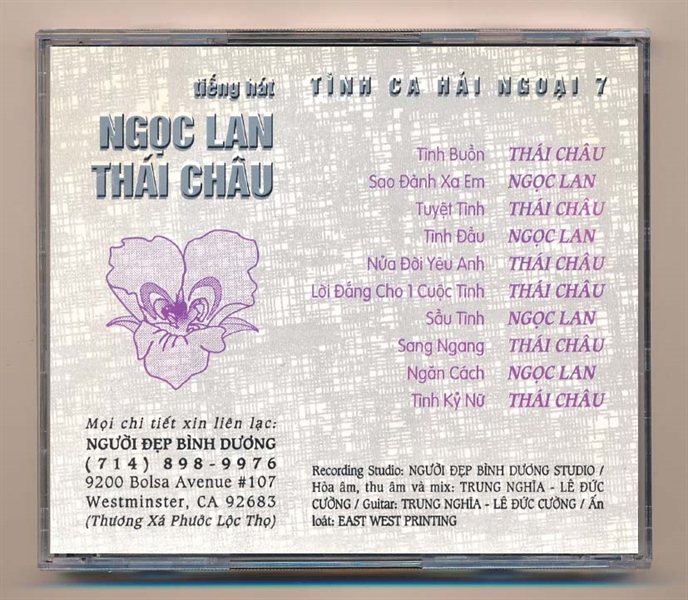 tiếng hát
NGỌC LAN
THÁI CHÂU
TÌNH CA HẢI NGOẠI 7
Tình Buồn THÁI CHÂU
Sao Đành Xa Em NGỌC LAN
Tuyệt Tình THÁI CHÂU
Tình Đầu NGỌC LAN
Nửa Đời Yêu Anh THÁI CHÂU
Lời Đắng Cho 1 Cuộc Tình THÁI CHÂU
Sầu Tình NGỌC LAN
Sang Ngang THÁI CHÂU
Ngăn Cách NGỌC LAN
Tình Kỹ Nữ THÁI CHÂU
Mọi chi tiết xin liên lạc:
NGƯỜI ĐẸP BÌNH DƯƠNG
(714) 898-9976
9200 Bolsa Avenue #107
Westminster, CA 92683
(Thương Xá Phước Lộc Thọ)
Recording Studio: NGƯỜI ĐẸP BÌNH DƯƠNG STUDIO /
Hòa âm, thu âm và mix: TRUNG NGHĨA - LÊ ĐỨC
CƯỜNG / Guitar: TRUNG NGHĨA - LÊ ĐỨC CƯỜNG / Ấn
loát: EAST WEST PRINTING